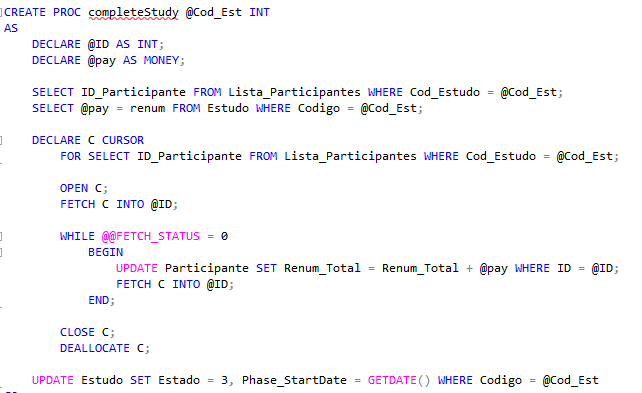 CREATE PROC completeStudy @Cod_Est INT
AS
DECLARE @ID AS INT;
DECLARE @pay AS MONEY;
SELECT ID_Participante FROM Lista_Participantes WHERE Cod_Estudo = @Cod_Est;
SELECT @pay = renum FROM Estudo WHERE Codigo = @Cod_Est;
DECLARE C CURSOR
FOR SELECT ID_Participante FROM Lista_Participantes WHERE Cod_Estudo = @Cod_Est;
OPEN C;
FETCH C INTO @ID;
WHILE @@FETCH_STATUS = 0
BEGIN
UPDATE Participante SET Renum_Total = Renum_Total + @pay WHERE ID = @ID;
FETCH C INTO @ID;
END;
CLOSE C;
DEALLOCATE C;
UPDATE Estudo SET Estado = 3, Phase_StartDate = GETDATE() WHERE Codigo = @Cod_Est